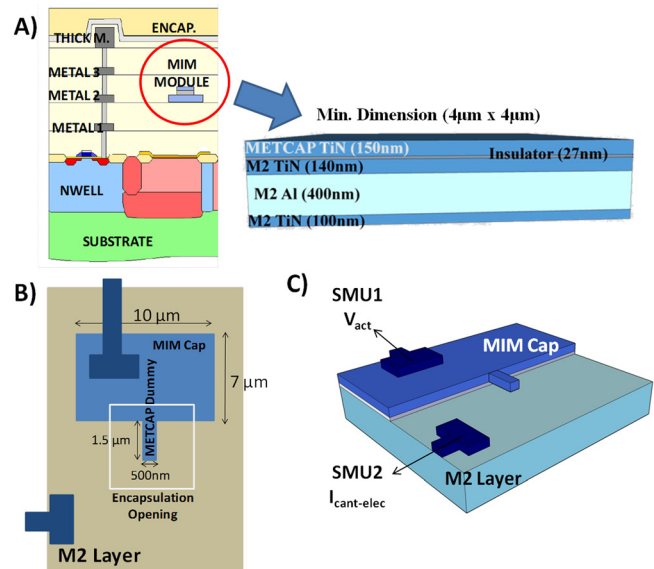 A)
ENCAP.
THICK M.
MIM
MODULE
METAL 3
METAL 2
METAL 1
NWELL
SUBSTRATE
Min. Dimension (4μm x 4μm)
METCAP TiN (150nm)
Insulator (27nm)
M2 TiN (140nm)
M2 Al (400nm)
M2 TiN (100nm)
B)
10 μm
MIM Cap
7 μm
METCAP Dummy
1.5 μm
500nm
Encapsulation
Opening
M2 Layer
C)
SMU1
Vact
MIM Cap
SMU2
Icant-elec
M2 Layer